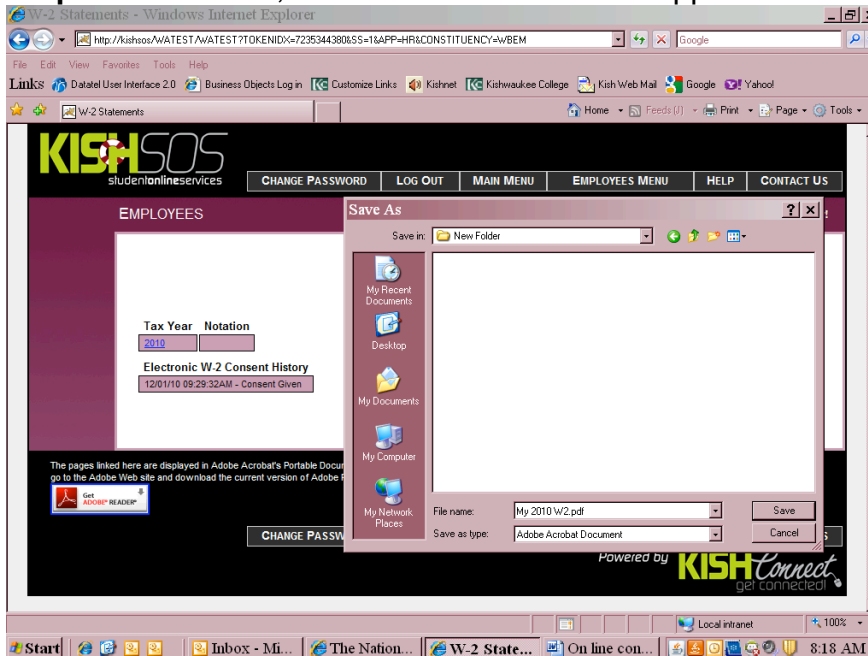 W-2 Statements - Windows Internet Explorer
http://kishsos/WATEST/WATEST?TOKENIDX=7235344380&SS=1&APP=HR&CONSTITUENCY=WBEM
Google
File Edit View Favorites Tools Help
Links Datatel User Interface 2.0 Business Objects Log in Customize Links Kishnet Kishwaukee College Kish Web Mail Google Yahoo!
W-2 Statements
Home Feeds (J) Print Page Tools
KISHSOS
studentonlineservices
CHANGE PASSWORD LOG OUT MAIN MENU EMPLOYEES MENU HELP CONTACT US
EMPLOYEES
Save As
Save in: New Folder
My Recent
Documents
Desktop
My Documents
My Computer
My Network
Places
File name: My 2010 W2.pdf Save
Save as type: Adobe Acrobat Document Cancel
Tax Year Notation
2010
Electronic W-2 Consent History
12/01/10 09:29:32AM - Consent Given
The pages linked here are displayed in Adobe Acrobat's Portable Docu
go to the Adobe Web site and download the current version of Adobe
Get
ADOBE® READER®
CHANGE PASSW
Powered by
KISH Connect
get connected!
Local intranet 100%
Start Inbox - Mi... The Nation... W-2 State... On line con... 8:18 AM